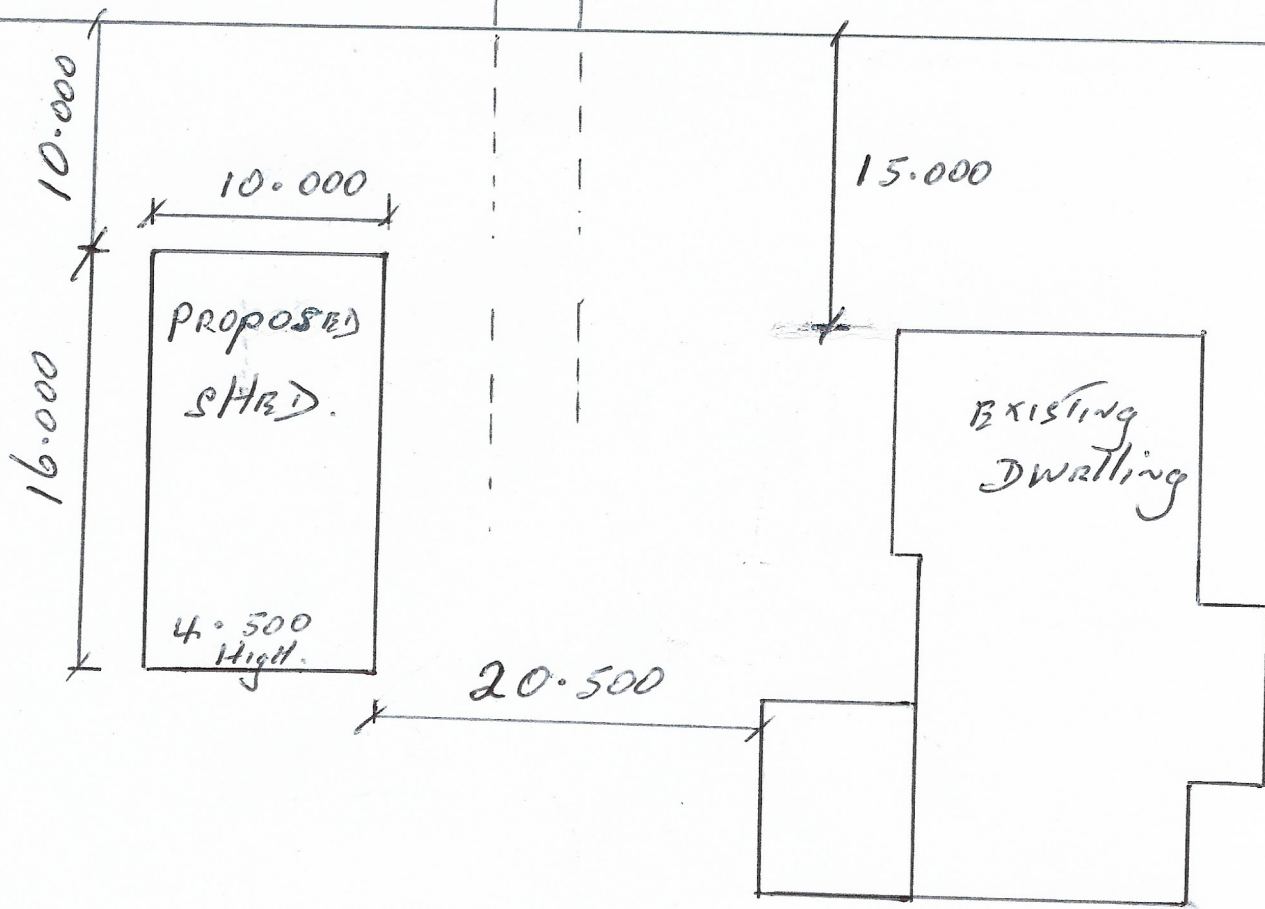 10.000
10.000
15.000
PROPOSED
SHED.
16.000
EXISTING
DWELLING
4.500
HIGH.
20.500